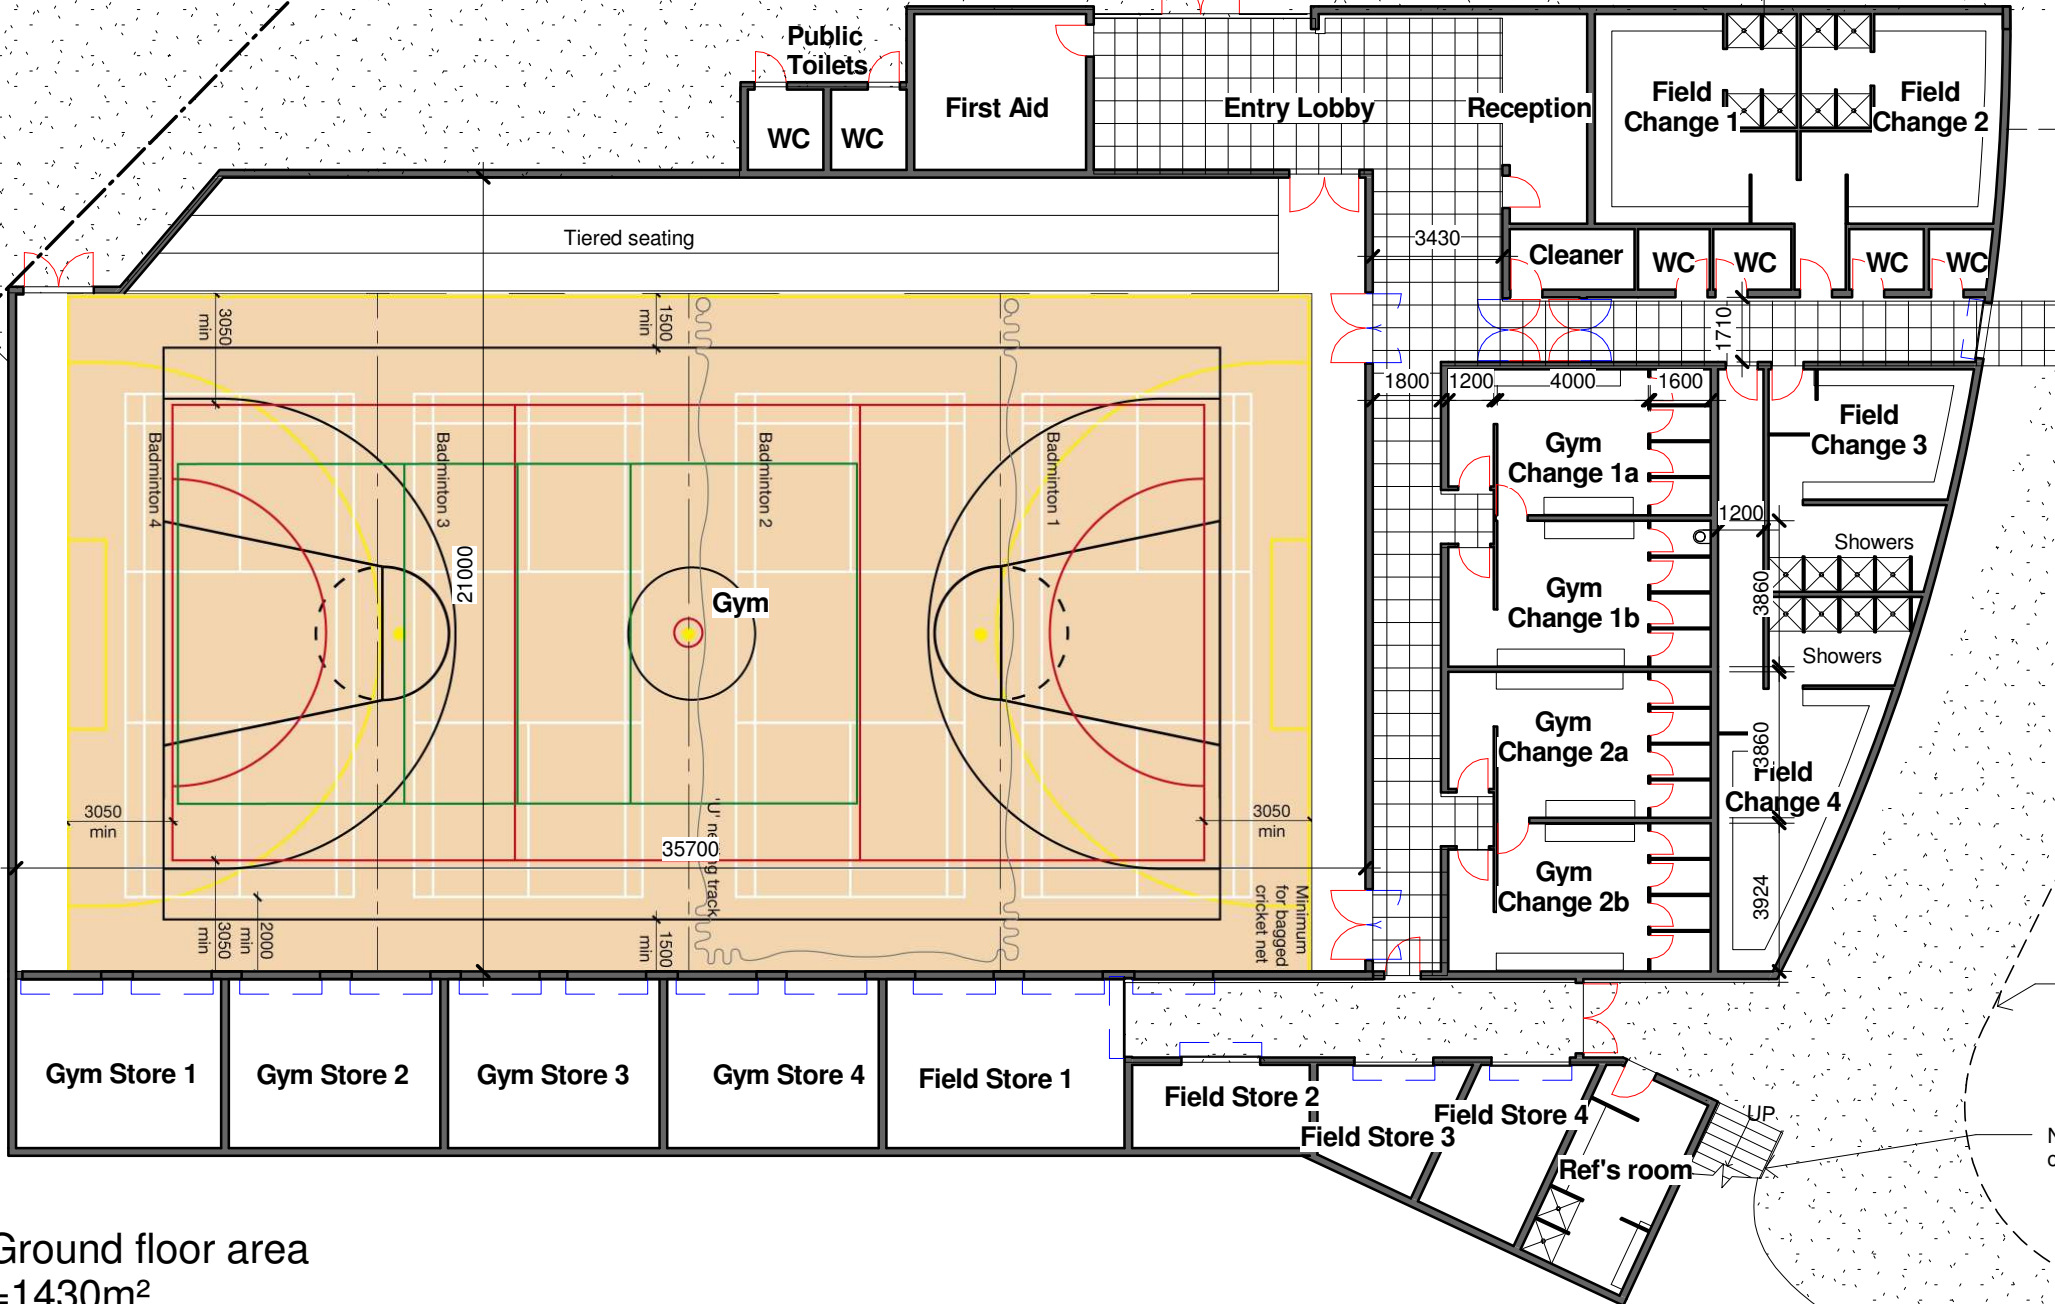 Public
Toilets
WC
WC
First Aid
Entry Lobby
Reception
Field
Change 1
Field
Change 2
Tiered seating
3430
Cleaner
WC
WC
WC
WC
1710
3050
min
1500
min
1800
1200
4000
1600
Badminton 4
Badminton 3
Badminton 2
Badminton 1
21000
Gym
Gym
Change 1a
Field
Change 3
1200
Showers
3860
Gym
Change 1b
Showers
Gym
Change 2a
3860
Field
Change 4
3050
min
3050
min
35700
'U' ne
g track
Gym
Change 2b
3924
Minimum
for bagged
cricket net
3050
min
2000
min
1500
min
Gym Store 1
Gym Store 2
Gym Store 3
Gym Store 4
Field Store 1
Field Store 2
Field Store 3
Field Store 4
Ref's room
UP
Ground floor area
=1430m²